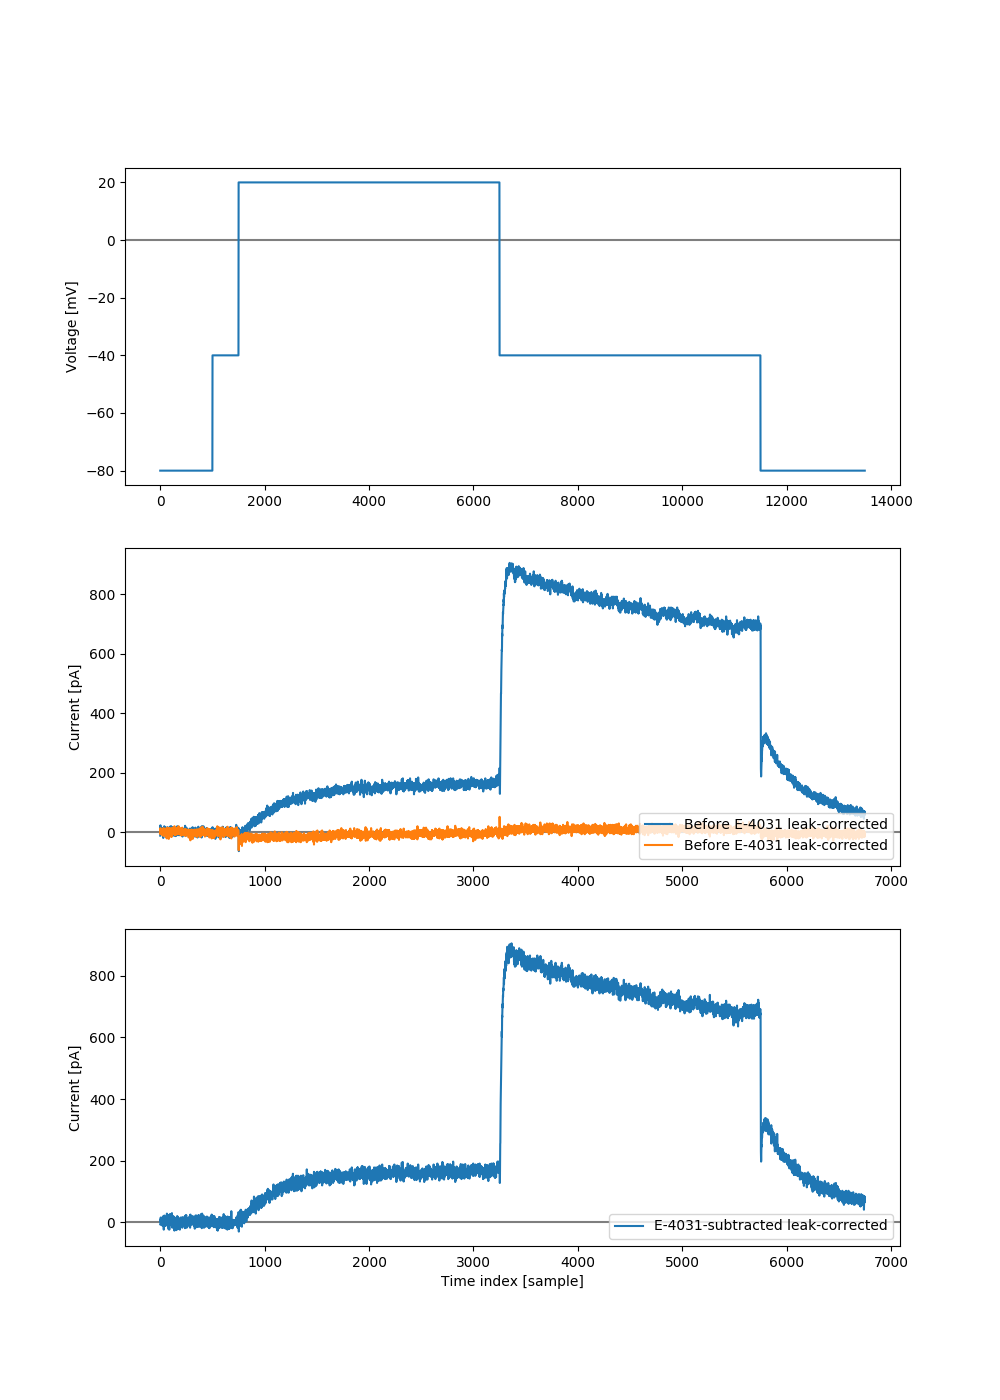 20
0
−20
−40
−60
−80
Voltage [mV]
0 2000 4000 6000 8000 10000 12000 14000
800
600
400
200
0
Current [pA]
Before E-4031 leak-corrected
Before E-4031 leak-corrected
0 1000 2000 3000 4000 5000 6000 7000
800
600
400
200
0
Current [pA]
E-4031-subtracted leak-corrected
0 1000 2000 3000 4000 5000 6000 7000
Time index [sample]